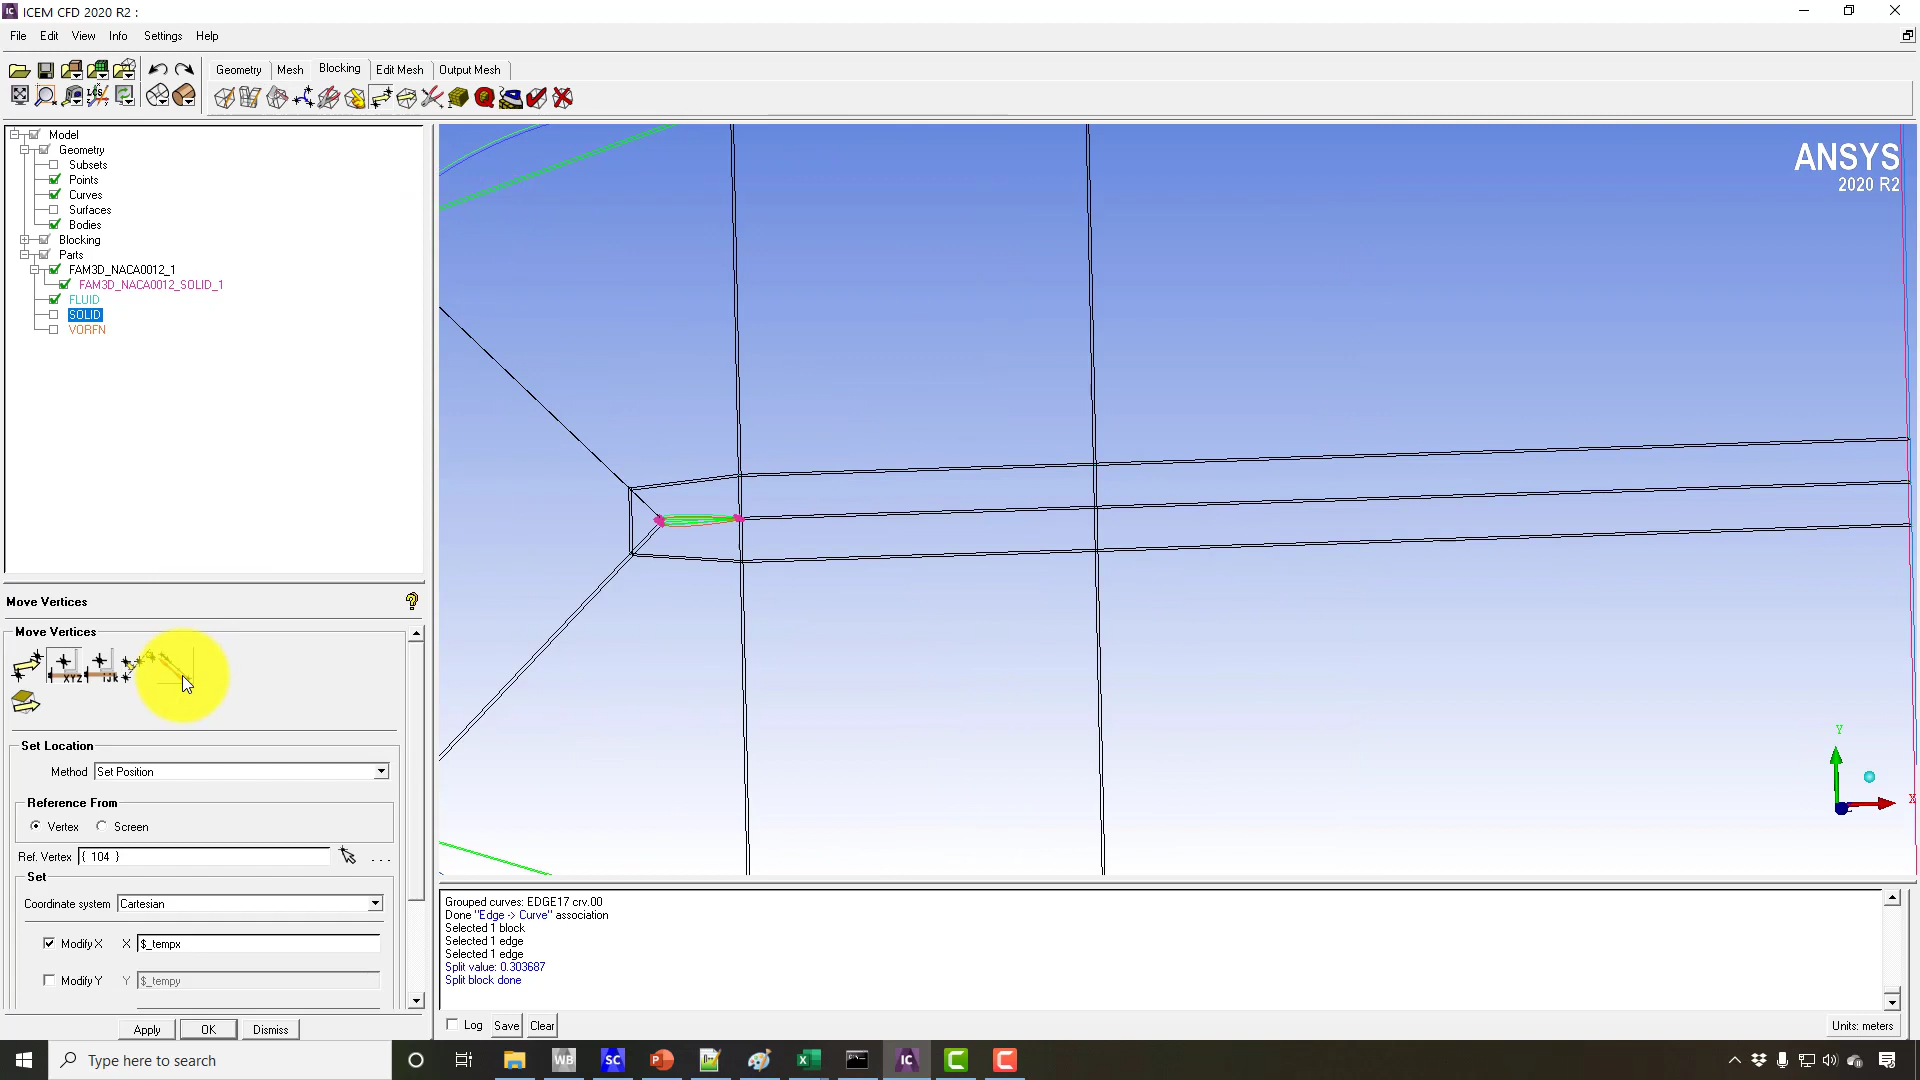 ICEM CFD 2020 R2 :
File Edit View Info Settings Help
Geometry Mesh Blocking Edit Mesh Output Mesh
LCS
Model
Geometry
Subsets
Points
Curves
Surfaces
Bodies
Blocking
Parts
FAM3D_NACA0012_1
FAM3D_NACA0012_SOLID_1
FLUID
SOLID
VORFN
ANSYS
2020 R2
Y
X
Move Vertices
Move Vertices
XYZ ijk
Set Location
Method Set Position
Reference From
Vertex Screen
Ref. Vertex { 104 } ...
Set
Coordinate system Cartesian
Modify X X $_tempx
Modify Y Y $_tempy
Apply OK Dismiss
Grouped curves: EDGE17 crv.00
Done "Edge -> Curve" association
Selected 1 block
Selected 1 edge
Selected 1 edge
Split value: 0.303687
Split block done
Log Save Clear
Units: meters
Type here to search
WB SC IC